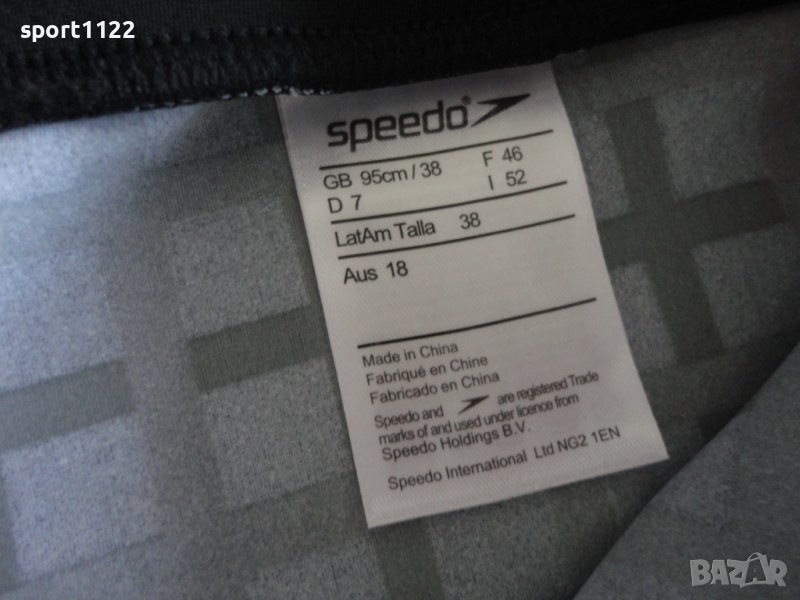 sport1122
speedo®
GB 95cm / 38 F 46
D 7 I 52
LatAm Talla 38
Aus 18
Made in China
Fabriqué en Chine
Fabricado en China
Speedo and are registered Trade
marks of and used under licence from
Speedo Holdings B.V.
Speedo International Ltd NG2 1EN
BAZAR